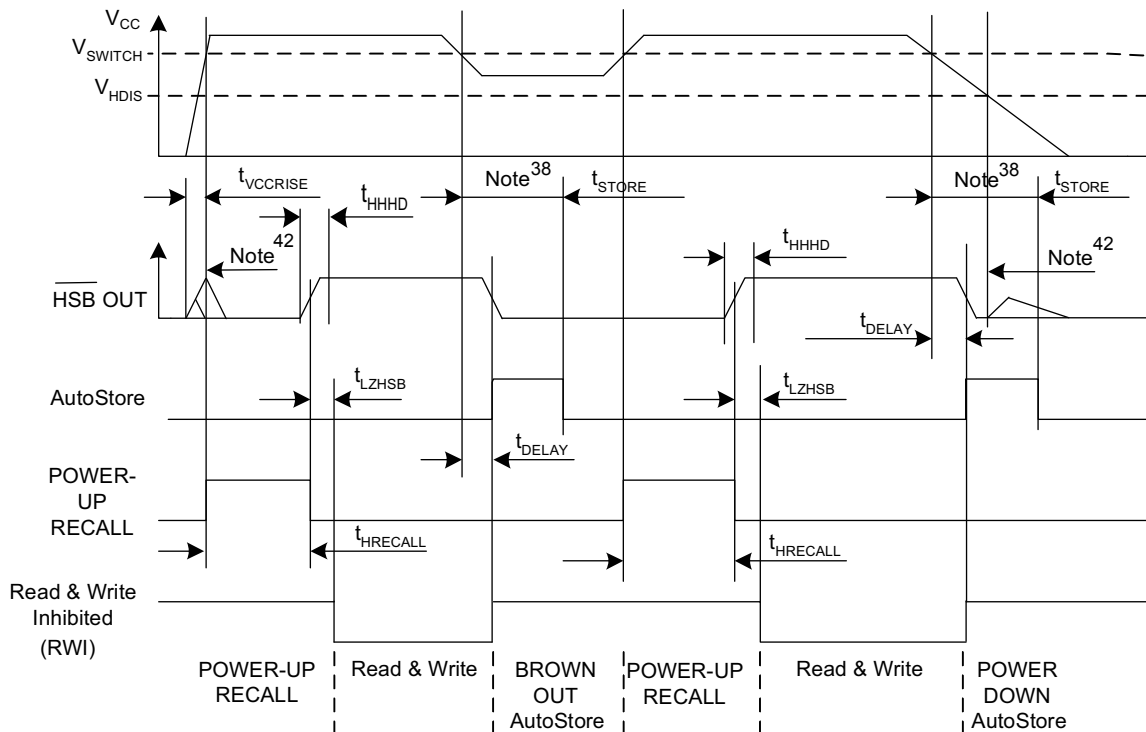 VCC
VSWITCH
VHDIS
tVCCRISE
Note38
tSTORE
Note38
tSTORE
tHHHD
Note42
tHHHD
Note42
HSB OUT
tDELAY
tLZHSB
tLZHSB
AutoStore
tDELAY
POWER-
UP
RECALL
tHRECALL
tHRECALL
Read & Write
Inhibited
(RWI)
POWER-UP
RECALL
Read & Write
BROWN
OUT
AutoStore
POWER-UP
RECALL
Read & Write
POWER
DOWN
AutoStore